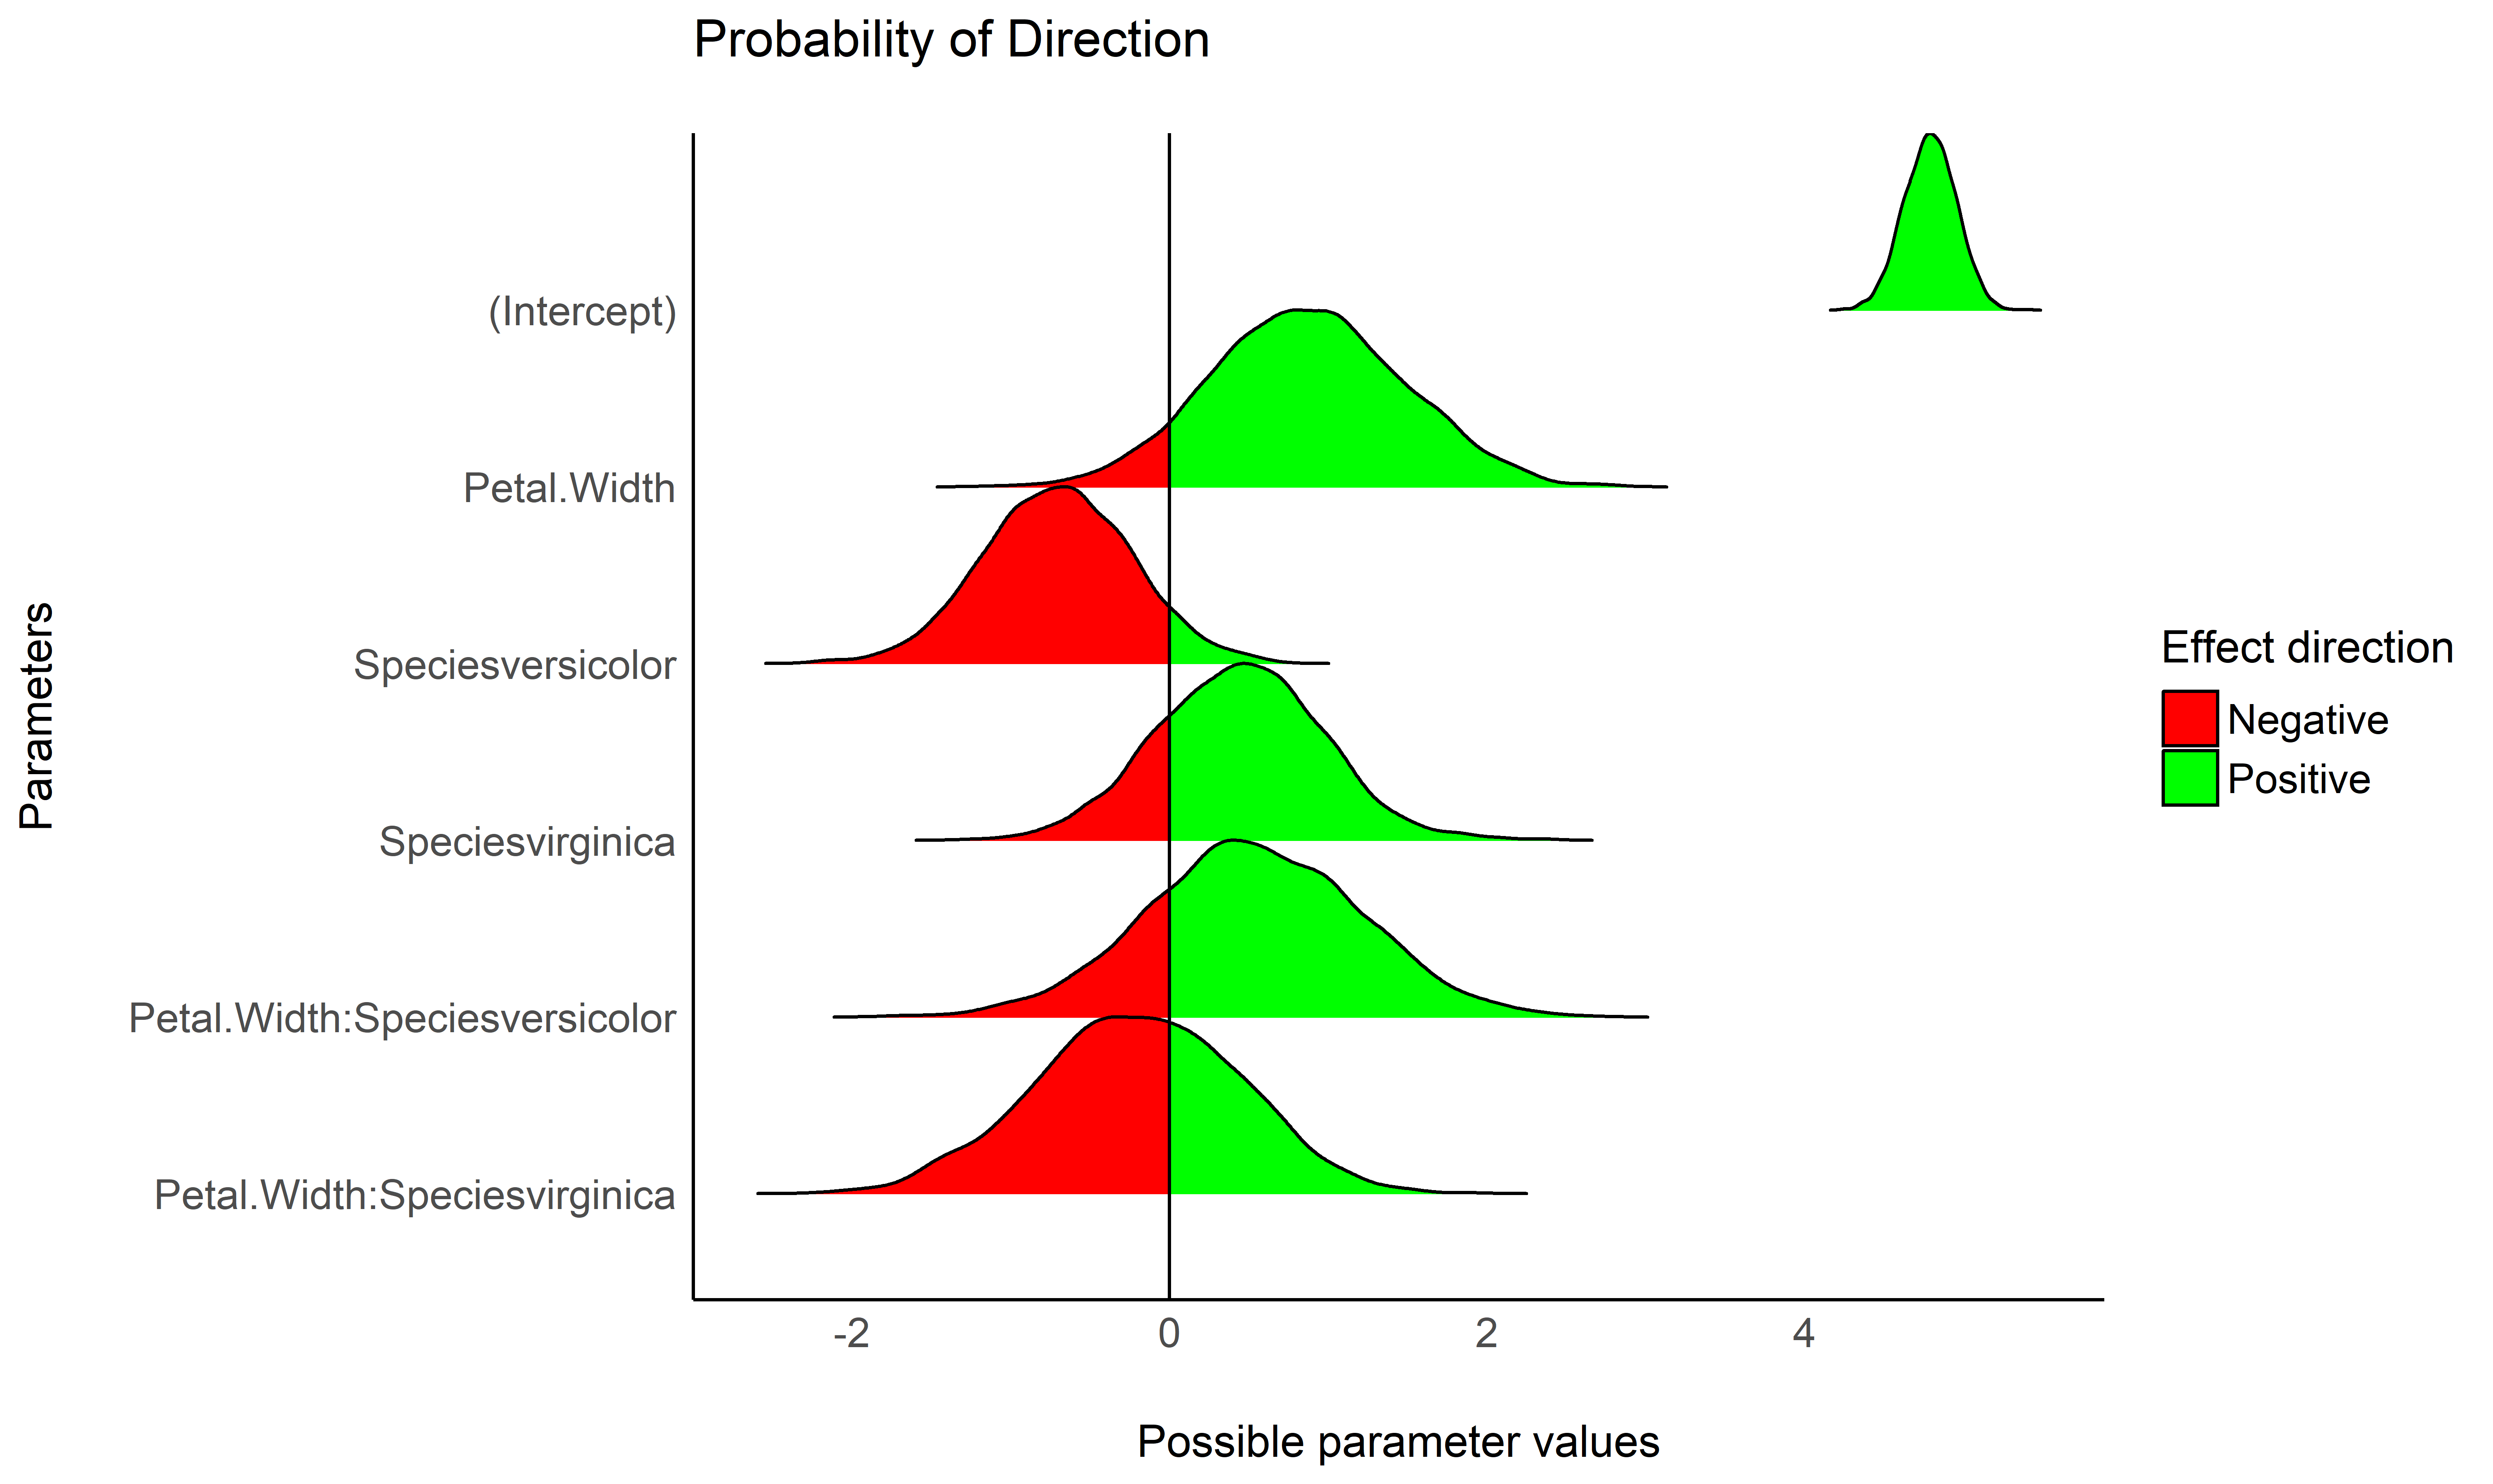 Probability of Direction
(Intercept)
Petal.Width
Speciesversicolor
Speciesvirginica
Petal.Width:Speciesversicolor
Petal.Width:Speciesvirginica
Parameters
-2 0 2 4
Possible parameter values
Effect direction
Negative
Positive